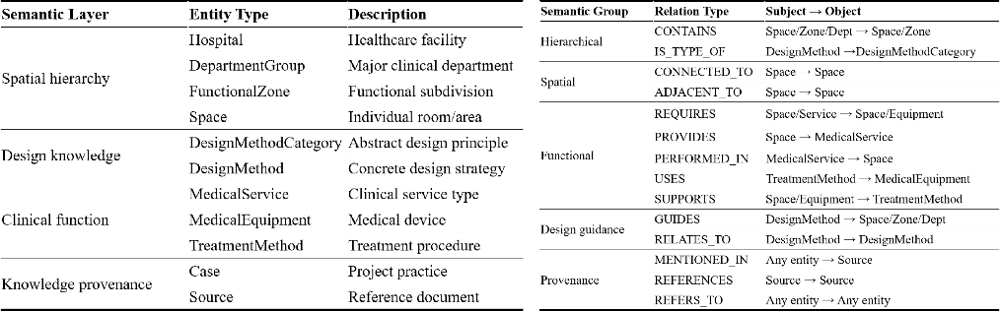 Semantic Layer Entity Type Description
Hospital Healthcare facility
DepartmentGroup Major clinical department
Spatial hierarchy
FunctionalZone Functional subdivision
Space Individual room/area
DesignMethodCategory Abstract design principle
Design knowledge
DesignMethod Concrete design strategy
MedicalService Clinical service type
Clinical function MedicalEquipment Medical device
TreatmentMethod Treatment procedure
Case Project practice
Knowledge provenance
Source Reference document
Semantic Group Relation Type Subject → Object
CONTAINS Space/Zone/Dept → Space/Zone
Hierarchical
IS_TYPE_OF DesignMethod →DesignMethodCategory
CONNECTED_TO Space → Space
Spatial
ADJACENT_TO Space → Space
REQUIRES Space/Service → Space/Equipment
PROVIDES Space → MedicalService
Functional PERFORMED_IN MedicalService → Space
USES TreatmentMethod → MedicalEquipment
SUPPORTS Space/Equipment → TreatmentMethod
GUIDES DesignMethod → Space/Zone/Dept
Design guidance
RELATES_TO DesignMethod → DesignMethod
MENTIONED_IN Any entity → Source
Provenance REFERENCES Source → Source
REFERS_TO Any entity → Any entity